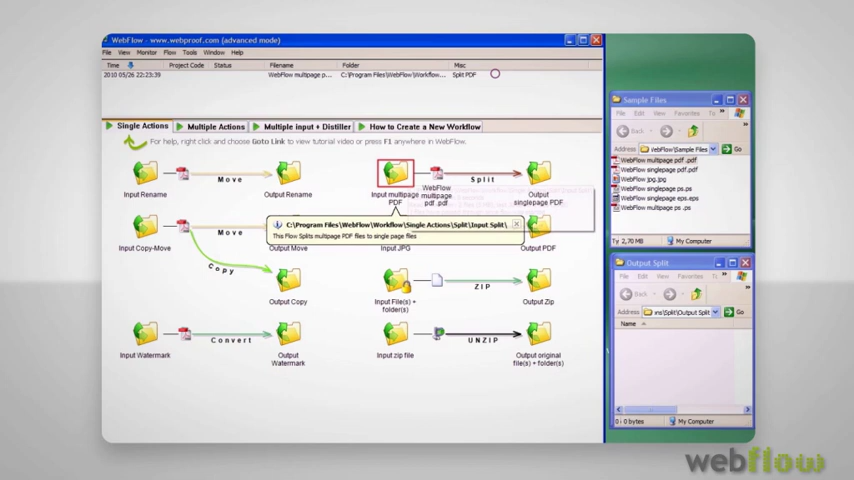 WebFlow - www.webproof.com (advanced mode)
File View Monitor Flow Tools Window Help
Time Project Code Status Filename Folder Misc
2010 05/26 22:23:39 WebFlow multipage p... C:\Program Files\WebFlow\Workflow... Split PDF
Single Actions Multiple Actions Multiple input + Distiller How to Create a New Workflow
For help, right click and choose Goto Link to view tutorial video or press F1 anywhere in WebFlow.
Move
Input Rename
Output Rename
Split
Input multipage PDF
WebFlow multipage pdf .pdf
Output singlepage PDF
C:\Program Files\WebFlow\Workflow\Single Actions\Split\Input Split\
This Flow Splits multipage PDF files to single page files
Move
Input Copy-Move
Output Move
Input JPG
Output PDF
Copy
Output Copy
ZIP
Input File(s) + folder(s)
Output Zip
Convert
Input Watermark
Output Watermark
UNZIP
Input zip file
Output original file(s) + folder(s)
Sample Files
File Edit View Favorites
Back
Address \WebFlow\Sample Files Go
WebFlow multipage pdf .pdf
WebFlow singlepage pdf.pdf
WebFlow jpg.jpg
WebFlow singlepage ps.ps
WebFlow singlepage eps.eps
WebFlow multipage ps .ps
2,70 MB My Computer
Output Split
File Edit View Favorites
Back
Address ns\Split\Output Split Go
Name
0 bytes My Computer
webflow